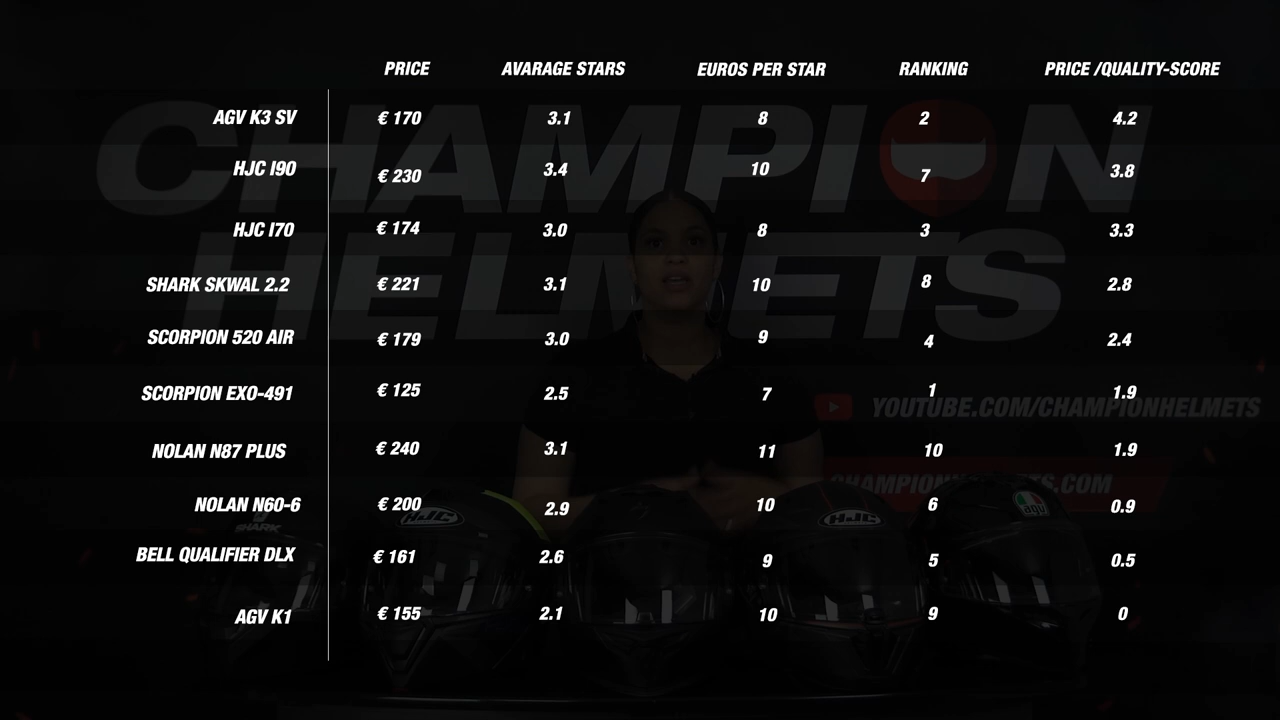 PRICE AVARAGE STARS EUROS PER STAR RANKING PRICE /QUALITY-SCORE
AGV K3 SV € 170 3.1 8 2 4.2
HJC I90 € 230 3.4 10 7 3.8
HJC I70 € 174 3.0 8 3 3.3
SHARK SKWAL 2.2 € 221 3.1 10 8 2.8
SCORPION 520 AIR € 179 3.0 9 4 2.4
SCORPION EXO-491 € 125 2.5 7 1 1.9
NOLAN N87 PLUS € 240 3.1 11 10 1.9
NOLAN N60-6 € 200 2.9 10 6 0.9
BELL QUALIFIER DLX € 161 2.6 9 5 0.5
AGV K1 € 155 2.1 10 9 0
CHAMPION
HELMETS
YOUTUBE.COM/CHAMPIONHELMETS
SHARK
HJC
HJC
AGV